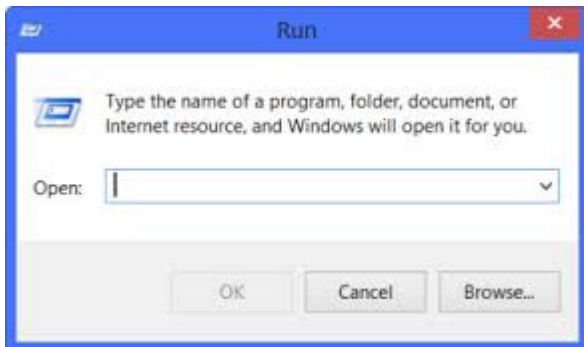 Run
Type the name of a program, folder, document, or
Internet resource, and Windows will open it for you.
Open:
OK Cancel Browse...